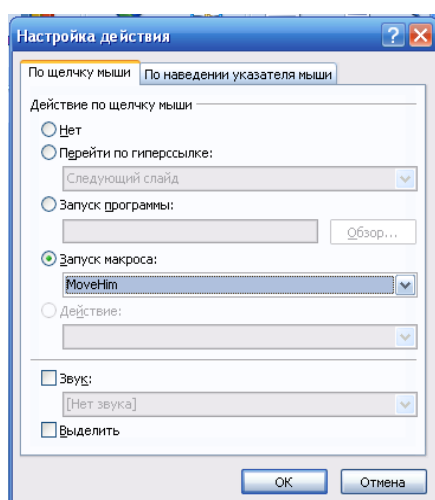 Настройка действия
По щелчку мыши По наведении указателя мыши
Действие по щелчку мыши
Нет
Перейти по гиперссылке:
Следующий слайд
Запуск программы:
Обзор...
Запуск макроса:
MoveHim
Действие:
Звук:
[Нет звука]
Выделить
ОК Отмена